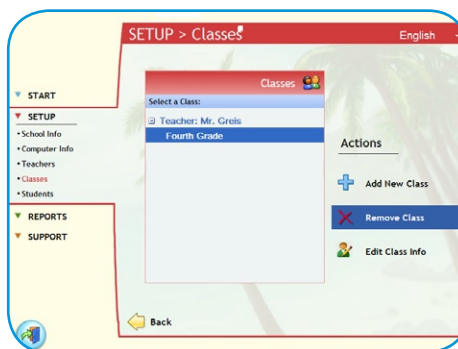 SETUP > Classes
English
START
SETUP
• School Info
• Computer Info
• Teachers
• Classes
• Students
REPORTS
SUPPORT
Classes
Select a Class:
Teacher: Mr. Greis
Fourth Grade
Actions
Add New Class
Remove Class
Edit Class Info
Back